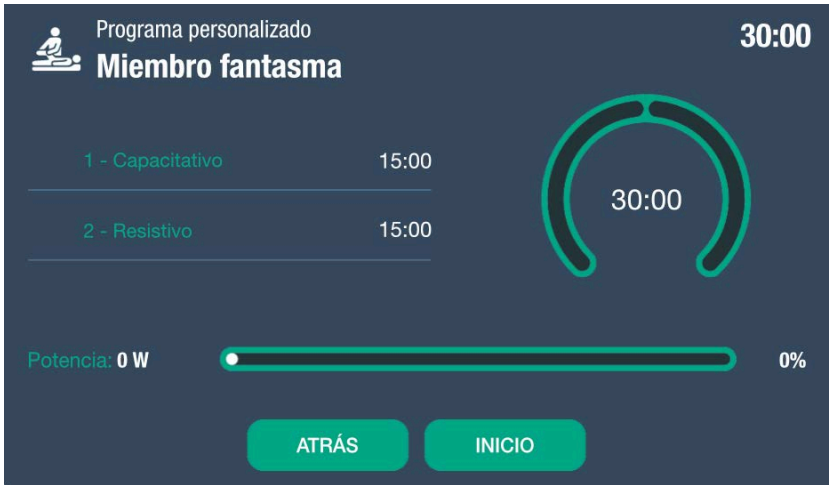 Programa personalizado
30:00
Miembro fantasma
1 - Capacitativo 15:00
30:00
2 - Resistivo 15:00
Potencia: 0 W 0%
ATRÁS INICIO